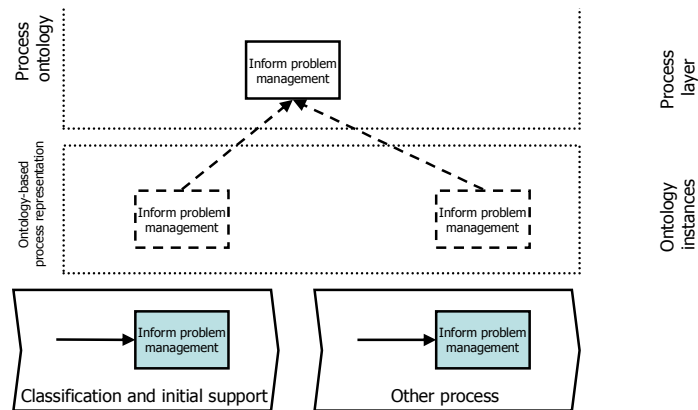 Process
ontology
Inform problem
management
Process
layer
Ontology-based
process representation
Inform problem
management
Inform problem
management
Ontology
instances
Inform problem
management
Classification and initial support
Inform problem
management
Other process